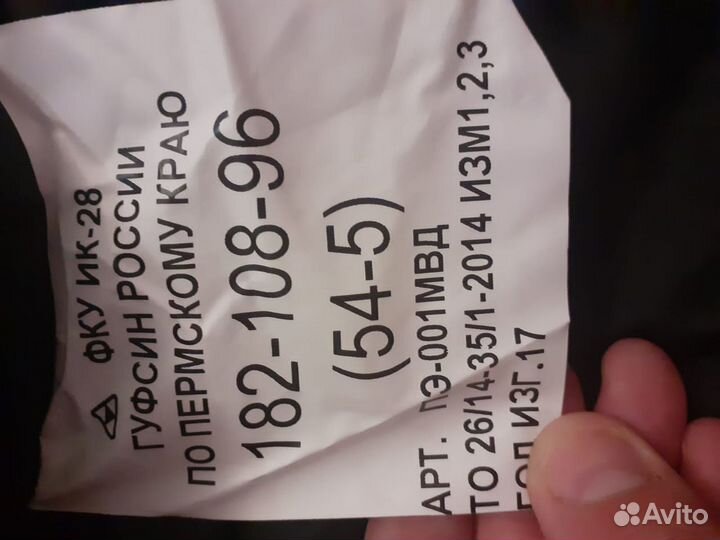 ФКУ ИК-28
ГУФСИН РОССИИ
ПО ПЕРМСКОМУ КРАЮ
182-108-96
(54-5)
АРТ. ПЭ-001МВД
ТО 26/14-35/1-2014 ИЗМ1,2,3
ГОД ИЗГ.17
Avito